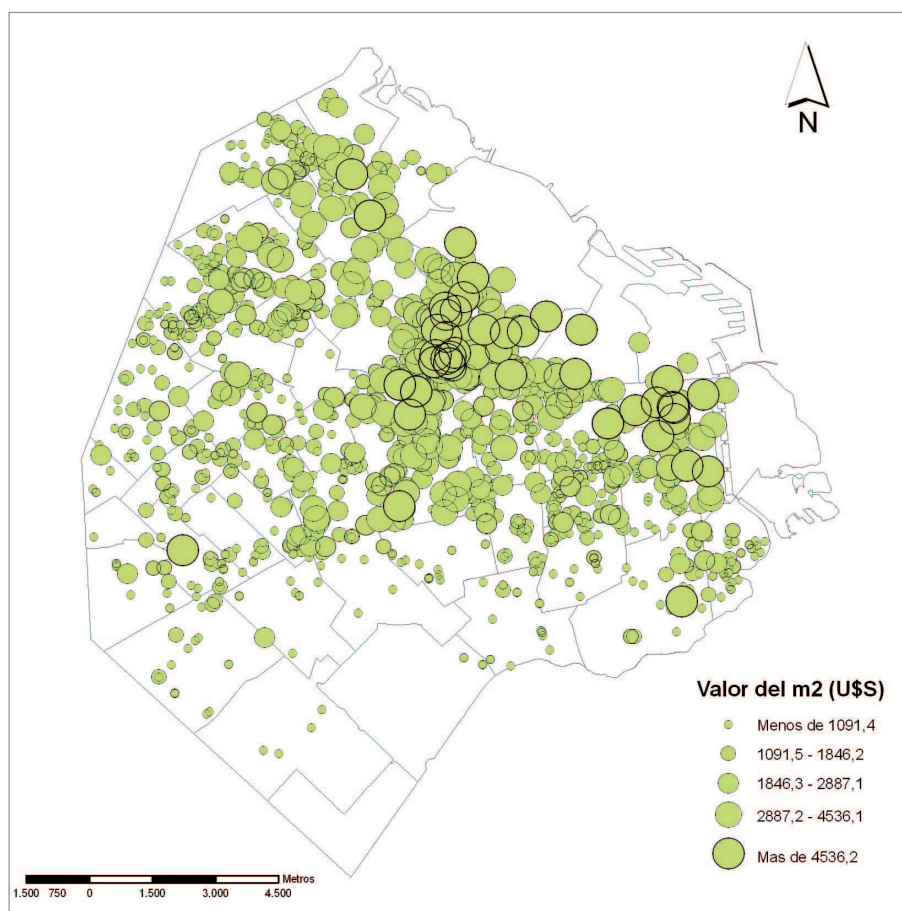 N
Valor del m2 (U$S)
Menos de 1091,4
1091,5 - 1846,2
1846,3 - 2887,1
2887,2 - 4536,1
Mas de 4536,2
Metros
1.500 750 0 1.500 3.000 4.500